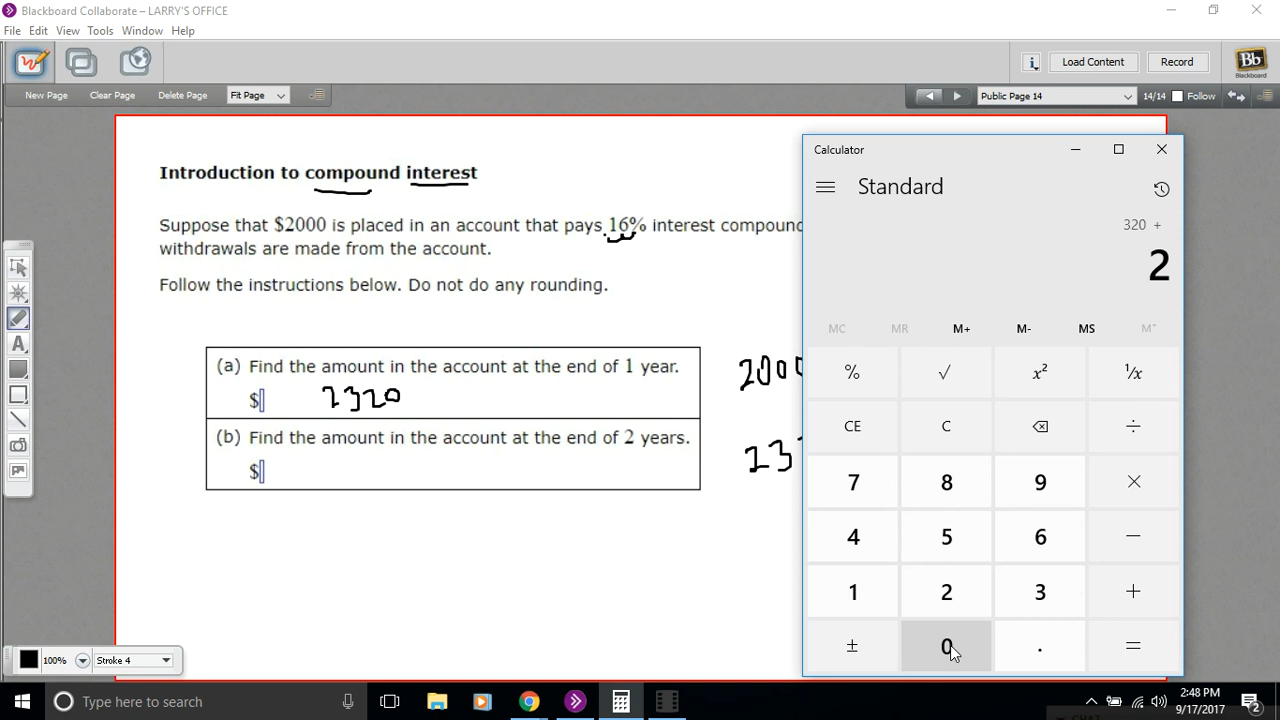 Blackboard Collaborate – LARRY'S OFFICE
File Edit View Tools Window Help
Load Content Record Bb Blackboard
New Page Clear Page Delete Page Fit Page Public Page 14 14/14 Follow
Introduction to compound interest
Suppose that $2000 is placed in an account that pays 16% interest compound
withdrawals are made from the account.
Follow the instructions below. Do not do any rounding.
(a) Find the amount in the account at the end of 1 year.
$ 2320
(b) Find the amount in the account at the end of 2 years.
$
2000
23
Calculator
Standard
320 +
2
MC MR M+ M- MS M˅
% √ x² ¹/x
CE C ⌫ ÷
7 8 9 ×
4 5 6 −
1 2 3 +
± 0 . =
100% Stroke 4
Type here to search
2:48 PM
9/17/2017
2